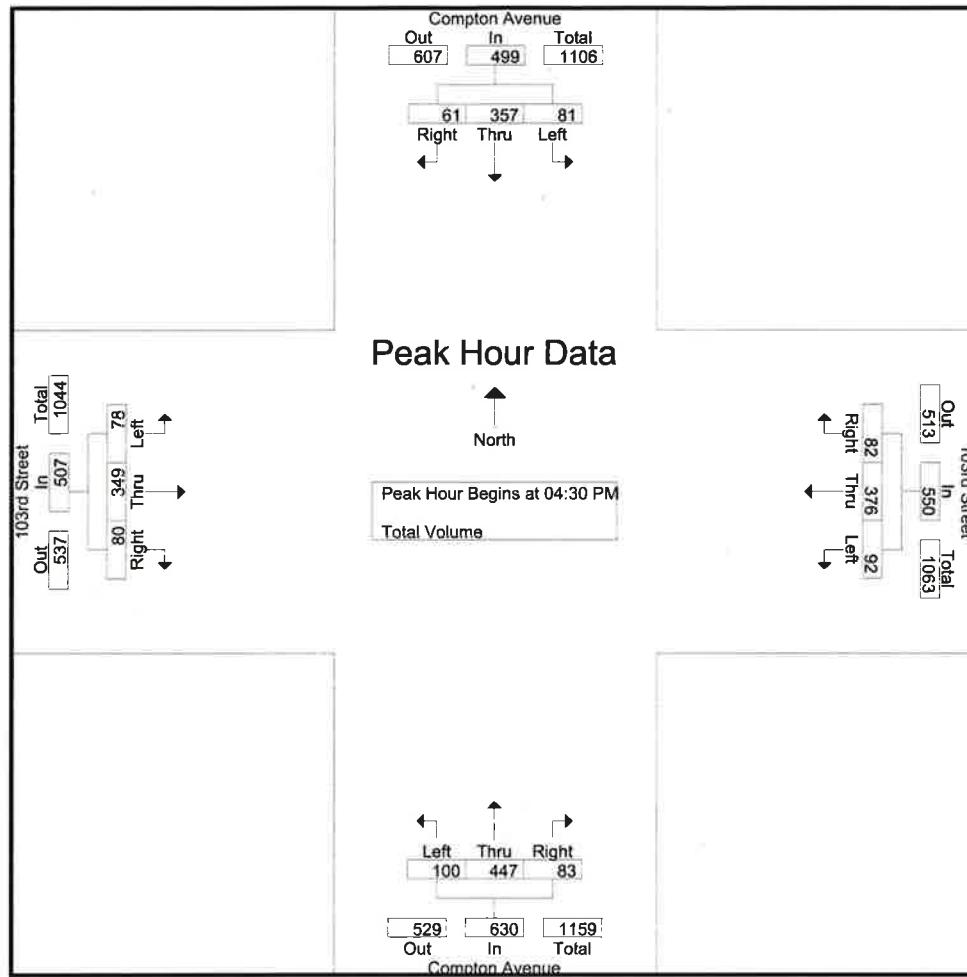 Compton Avenue
Out In Total
607 499 1106
61 357 81
Right Thru Left
Peak Hour Data
North
Peak Hour Begins at 04:30 PM
Total Volume
103rd Street
Out In Total
537 507 1044
Left Thru Right
78 349 80
103rd Street
Out In Total
513 550 1063
Right Thru Left
82 376 92
Left Thru Right
100 447 83
529 630 1159
Out In Total
Compton Avenue